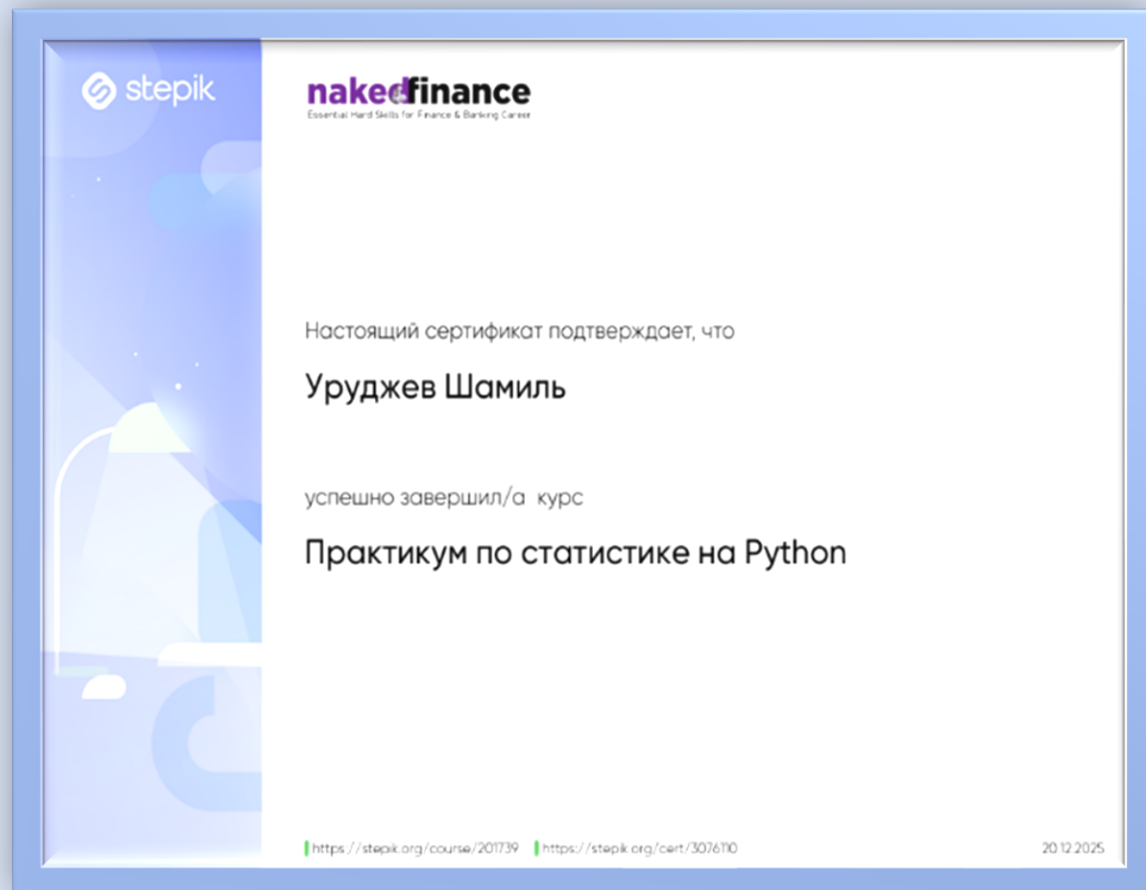 stepik
nakedfinance
Essential Hard Skills for Finance & Banking Career
Настоящий сертификат подтверждает, что
Уруджев Шамиль
успешно завершил/а курс
Практикум по статистике на Python
https://stepik.org/course/201739 https://stepik.org/cert/3076110
20.12.2025